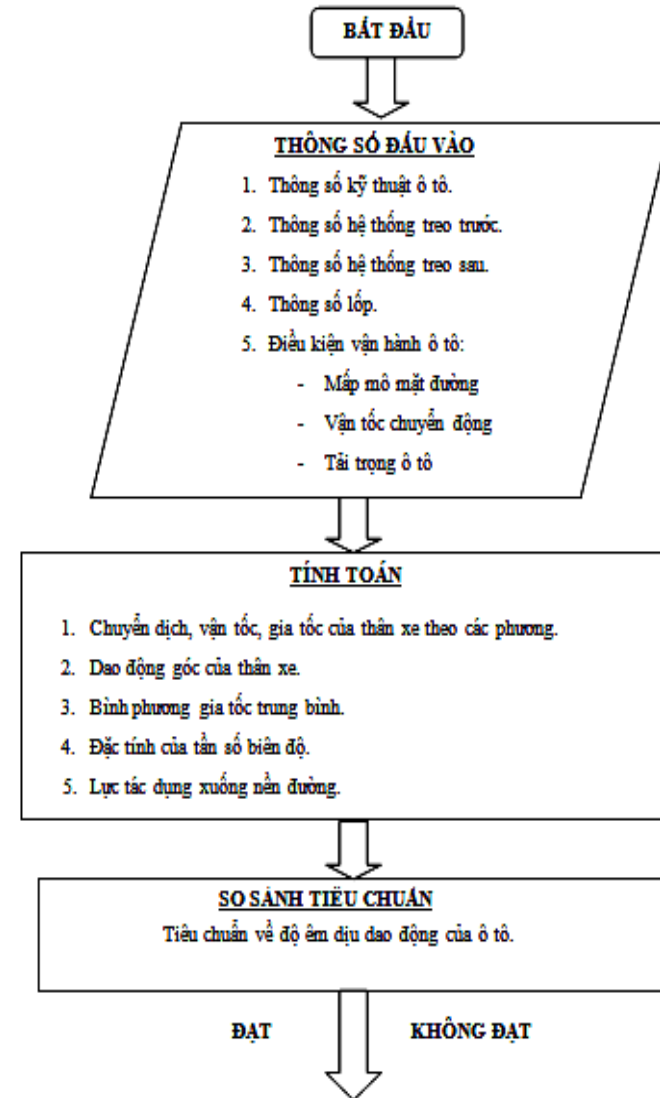 BẮT ĐẦU
THÔNG SỐ ĐẦU VÀO
1. Thông số kỹ thuật ô tô.
2. Thông số hệ thống treo trước.
3. Thông số hệ thống treo sau.
4. Thông số lốp.
5. Điều kiện vận hành ô tô:
- Mấp mô mặt đường
- Vận tốc chuyển động
- Tải trọng ô tô
TÍNH TOÁN
1. Chuyển dịch, vận tốc, gia tốc của thân xe theo các phương.
2. Dao động góc của thân xe.
3. Bình phương gia tốc trung bình.
4. Đặc tính của tần số biên độ.
5. Lực tác dụng xuống nền đường.
SO SÁNH TIÊU CHUẨN
Tiêu chuẩn về độ êm dịu dao động của ô tô.
ĐẠT KHÔNG ĐẠT